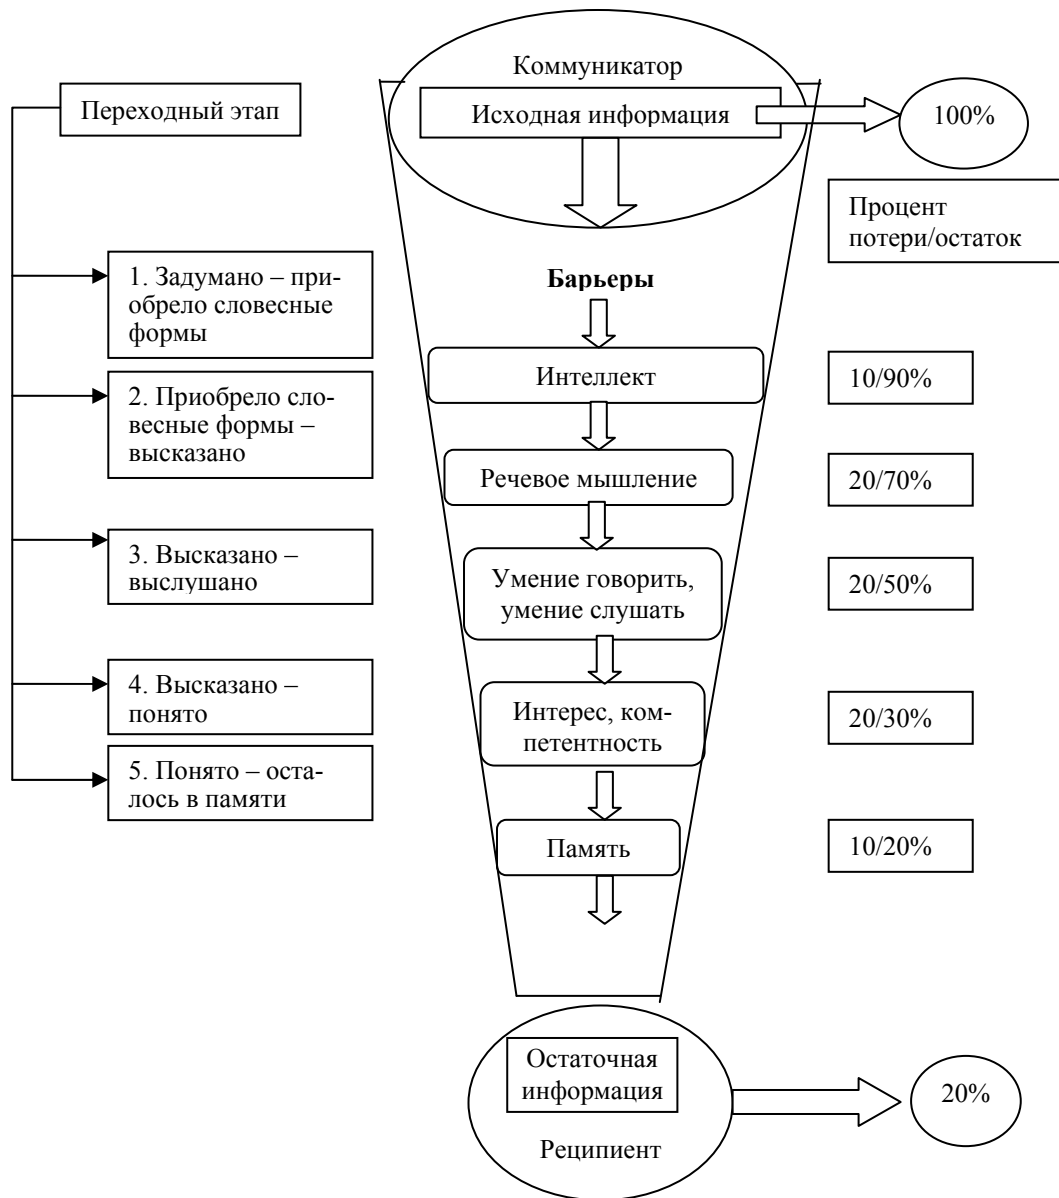 Коммуникатор
Переходный этап
Исходная информация
100%
Процент
потери/остаток
Барьеры
1. Задумано – при-
обрело словесные
формы
Интеллект
10/90%
2. Приобрело сло-
весные формы –
высказано
Речевое мышление
20/70%
3. Высказано –
выслушано
Умение говорить,
умение слушать
20/50%
4. Высказано –
понято
Интерес, ком-
петентность
20/30%
5. Понято – оста-
лось в памяти
Память
10/20%
Остаточная
информация
20%
Реципиент